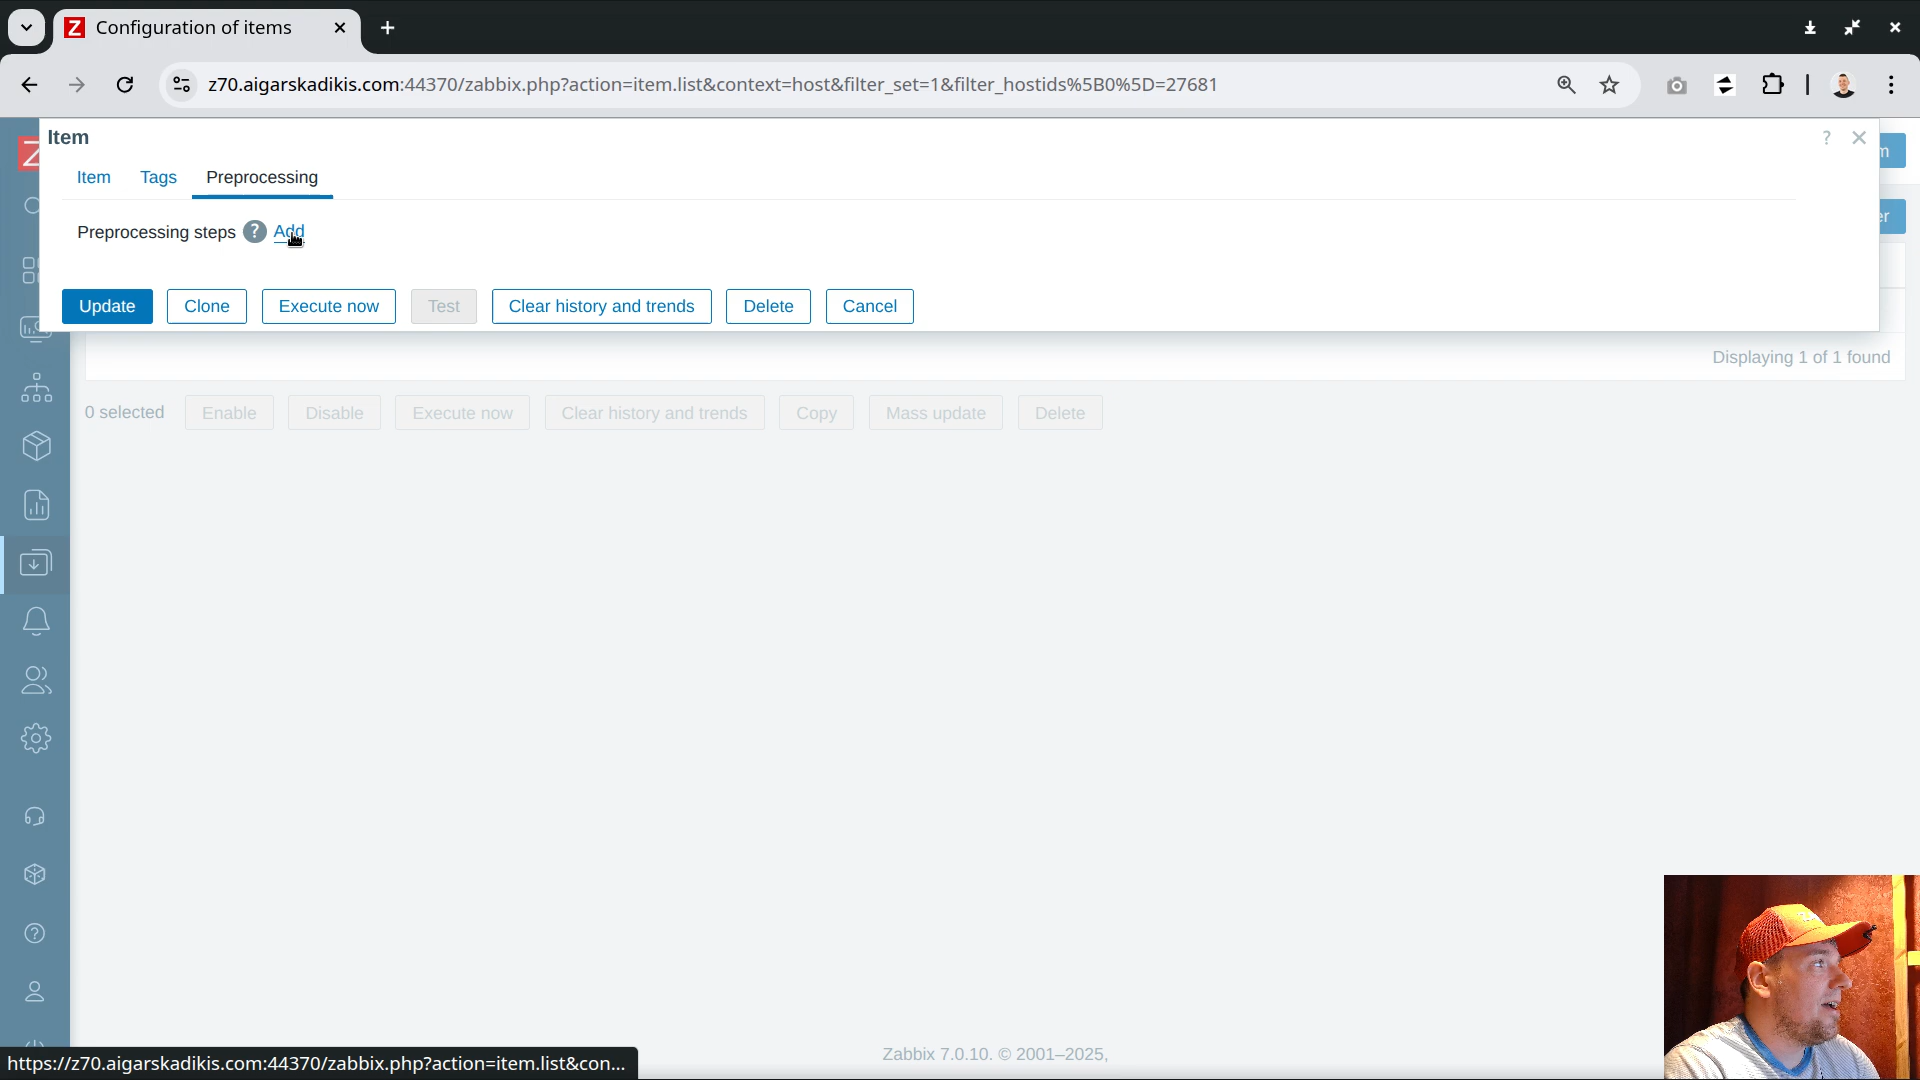 Z Configuration of items
z70.aigarskadikis.com:44370/zabbix.php?action=item.list&context=host&filter_set=1&filter_hostids%5B0%5D=27681
Item ?
Z
Item Tags Preprocessing
Preprocessing steps ? Add
Update Clone Execute now Test Clear history and trends Delete Cancel
Displaying 1 of 1 found
0 selected Enable Disable Execute now Clear history and trends Copy Mass update Delete
Zabbix 7.0.10. © 2001–2025,
https://z70.aigarskadikis.com:44370/zabbix.php?action=item.list&con...